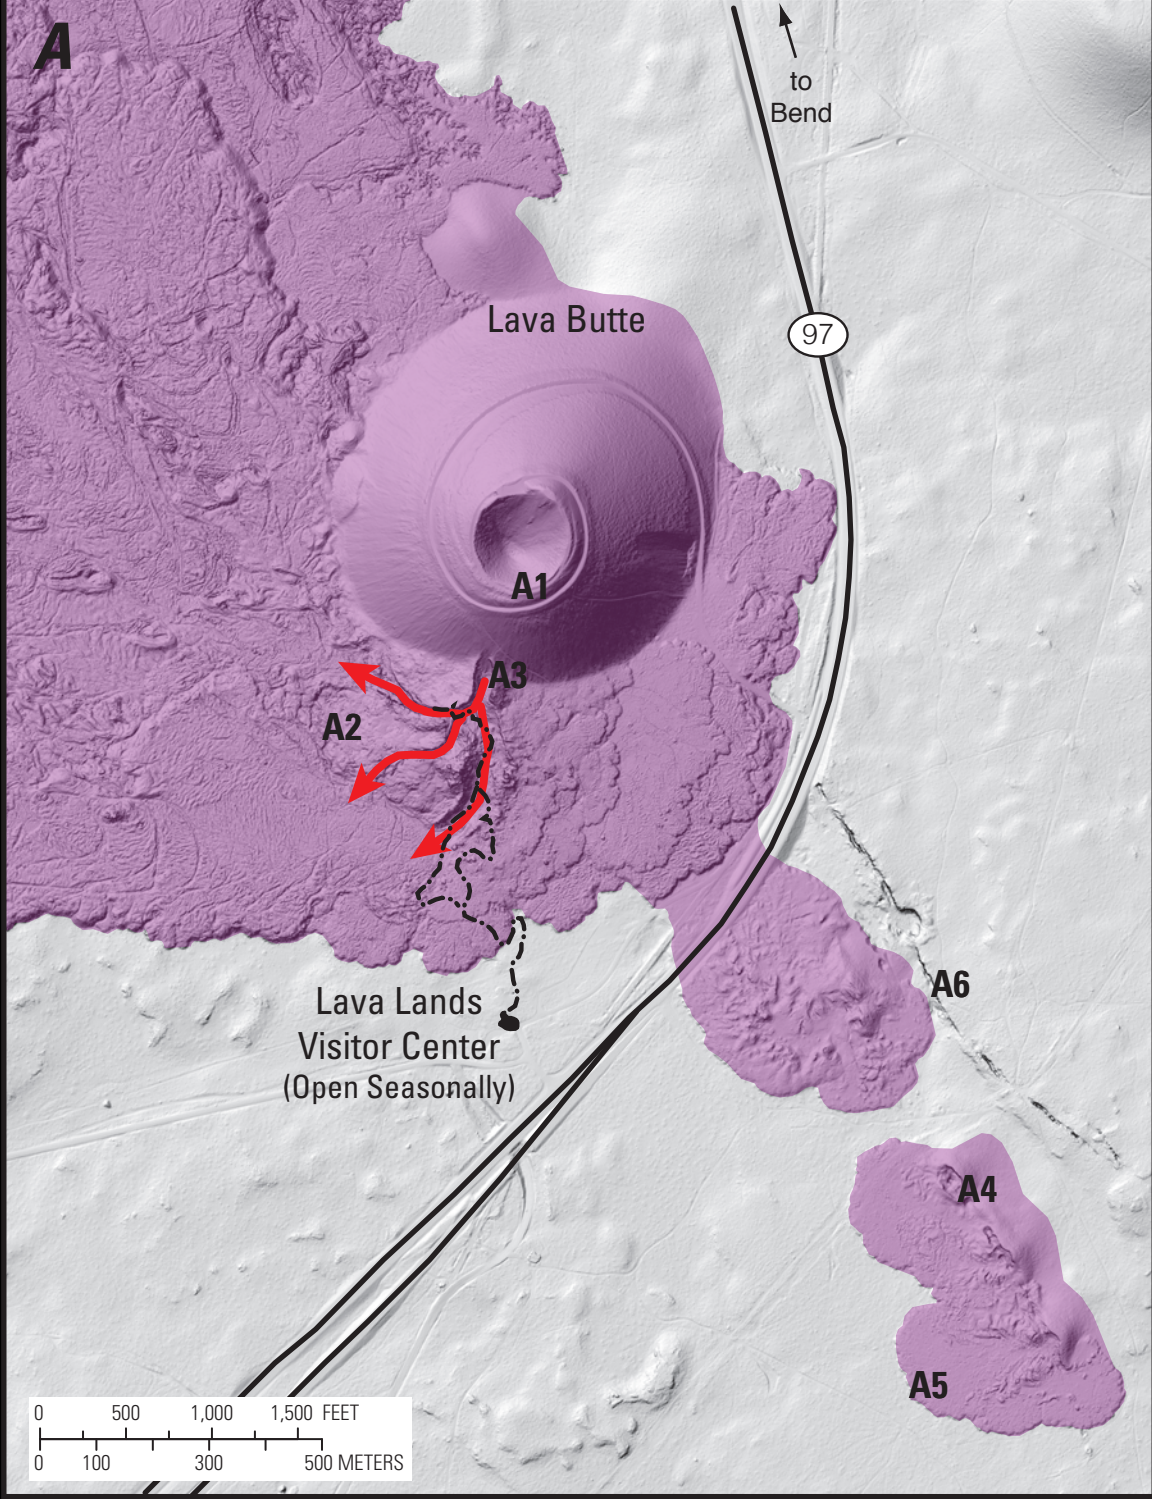 A
to
Bend
Lava Butte
97
A1
A3
A2
A6
Lava Lands
Visitor Center
(Open Seasonally)
A4
A5
0 500 1,000 1,500 FEET
0 100 300 500 METERS